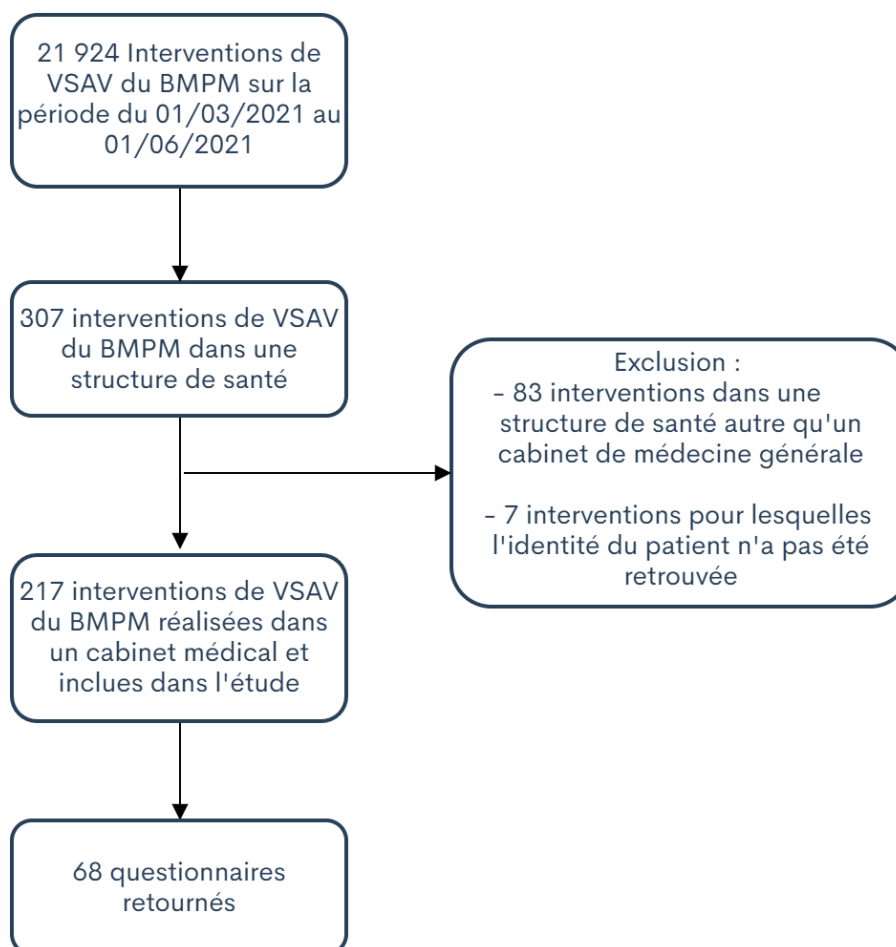 21 924 Interventions de
VSAV du BMPM sur la
période du 01/03/2021 au
01/06/2021
307 interventions de VSAV
du BMPM dans une
structure de santé
Exclusion :
- 83 interventions dans une
structure de santé autre qu'un
cabinet de médecine générale
- 7 interventions pour lesquelles
l'identité du patient n'a pas été
retrouvée
217 interventions de VSAV
du BMPM réalisées dans
un cabinet médical et
inclues dans l'étude
68 questionnaires
retournés